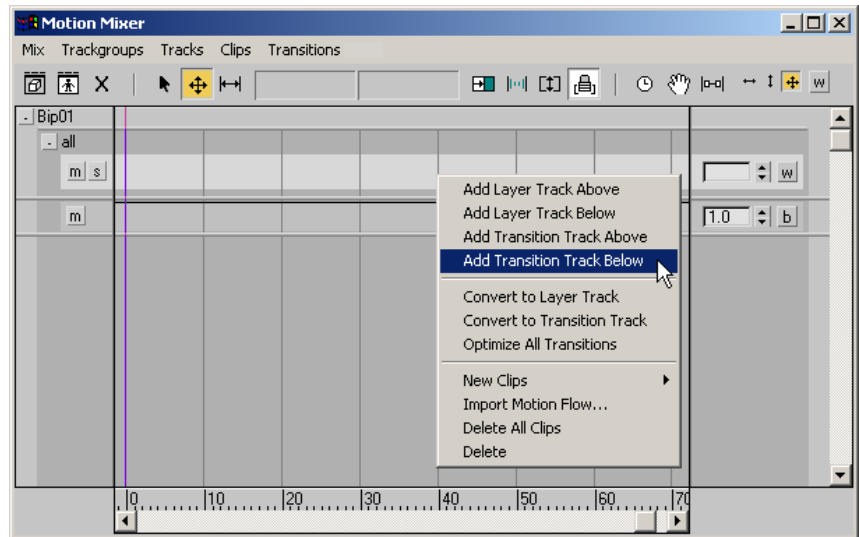 Motion Mixer
Mix Trackgroups Tracks Clips Transitions
w
Bip01
all
m s
w
m
1.0
b
Add Layer Track Above
Add Layer Track Below
Add Transition Track Above
Add Transition Track Below
Convert to Layer Track
Convert to Transition Track
Optimize All Transitions
New Clips
Import Motion Flow...
Delete All Clips
Delete
0 10 20 30 40 50 60 70